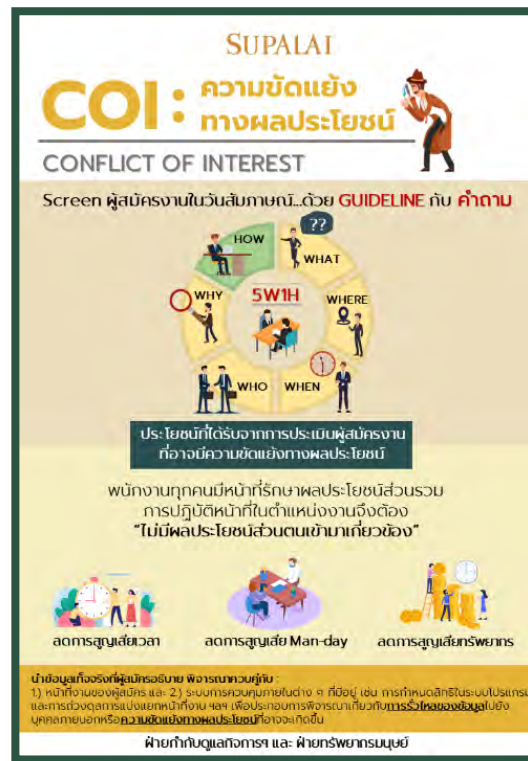 SUPALAI
COI : ความขัดแย้ง
ทางผลประโยชน์
CONFLICT OF INTEREST
Screen ผู้สมัครงานในวันสัมภาษณ์...ด้วย GUIDELINE กับ คำถาม
??
HOW
WHAT
WHY
5W1H
WHERE
WHO
WHEN
ประโยชน์ที่ได้รับจากการประเมินผู้สมัครงาน
ที่อาจมีความขัดแย้งทางผลประโยชน์
พนักงานทุกคนมีหน้าที่รักษาผลประโยชน์ส่วนรวม
การปฏิบัติหน้าที่ในตำแหน่งงานจึงต้อง
“ไม่มีผลประโยชน์ส่วนตนเข้ามาเกี่ยวข้อง”
ลดการสูญเสียเวลา
ลดการสูญเสีย Man-day
ลดการสูญเสียทรัพยากร
นำข้อมูลเท็จจริงที่ผู้สมัครอธิบาย พิจารณาควบคู่กับ :
1.) หน้าที่งานของผู้สมัคร และ 2.) ระบบการควบคุมภายในต่าง ๆ ที่มีอยู่ เช่น การกำหนดสิทธิในระบบโปรแกรม
และการถ่วงดุลการแบ่งแยกหน้าที่งาน ฯลฯ เพื่อประกอบการพิจารณาเกี่ยวกับการรั่วไหลของข้อมูลไปยัง
บุคคลภายนอกหรือความขัดแย้งทางผลประโยชน์ที่อาจจะเกิดขึ้น
ฝ่ายกำกับดูแลกิจการฯ และ ฝ่ายทรัพยากรมนุษย์